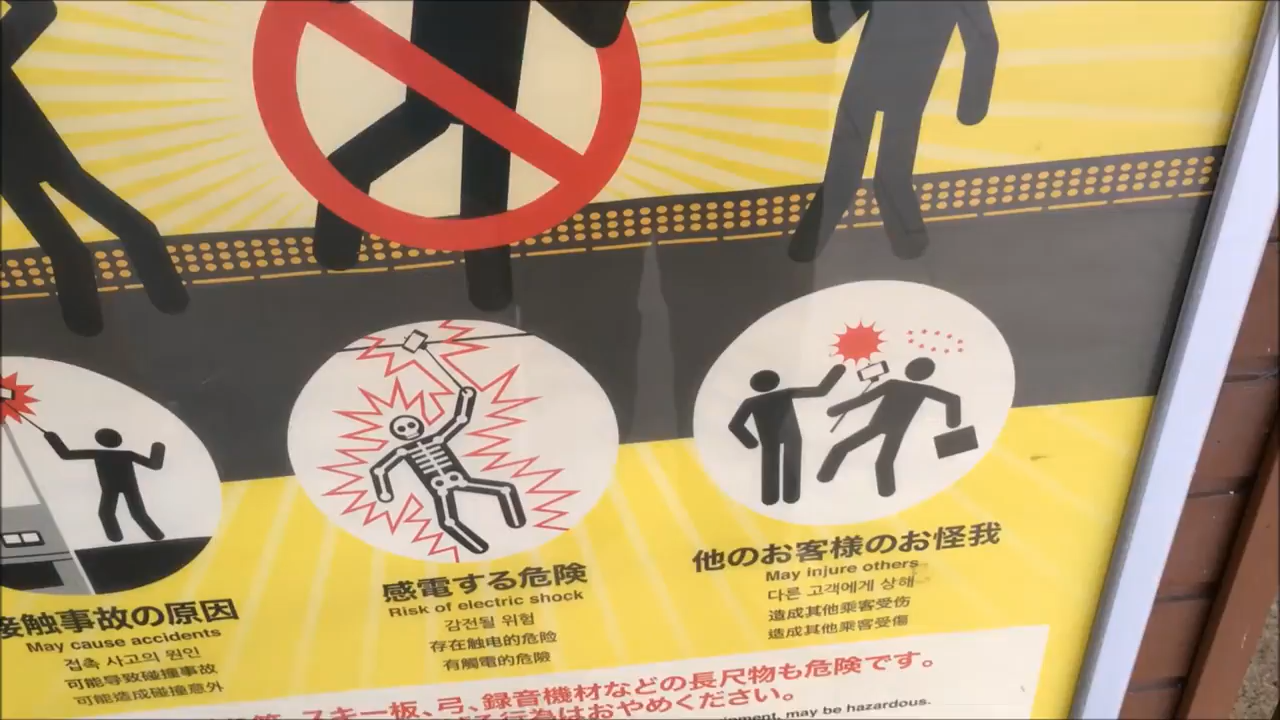 接触事故の原因
May cause accidents
접촉 사고의 원인
可能导致碰撞事故
可能造成碰撞意外
感電する危険
Risk of electric shock
감전될 위험
存在触电的危险
有觸電的危險
他のお客様のお怪我
May injure others
다른 고객에게 상해
造成其他乘客受伤
造成其他乘客受傷
スキー板、弓、録音機材などの長尺物も危険です。
行為はおやめください。
may be hazardous.